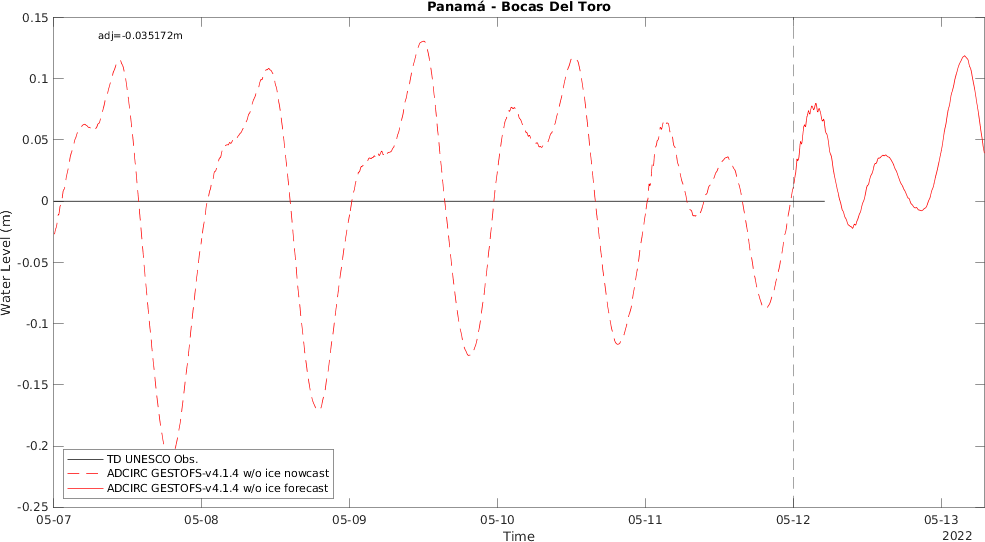 Panamá - Bocas Del Toro
adj=-0.035172m
0.15
0.1
0.05
0
-0.05
-0.1
-0.15
-0.2
-0.25
Water Level (m)
TD UNESCO Obs.
ADCIRC GESTOFS-v4.1.4 w/o ice nowcast
ADCIRC GESTOFS-v4.1.4 w/o ice forecast
05-07 05-08 05-09 05-10 05-11 05-12 05-13
Time
2022